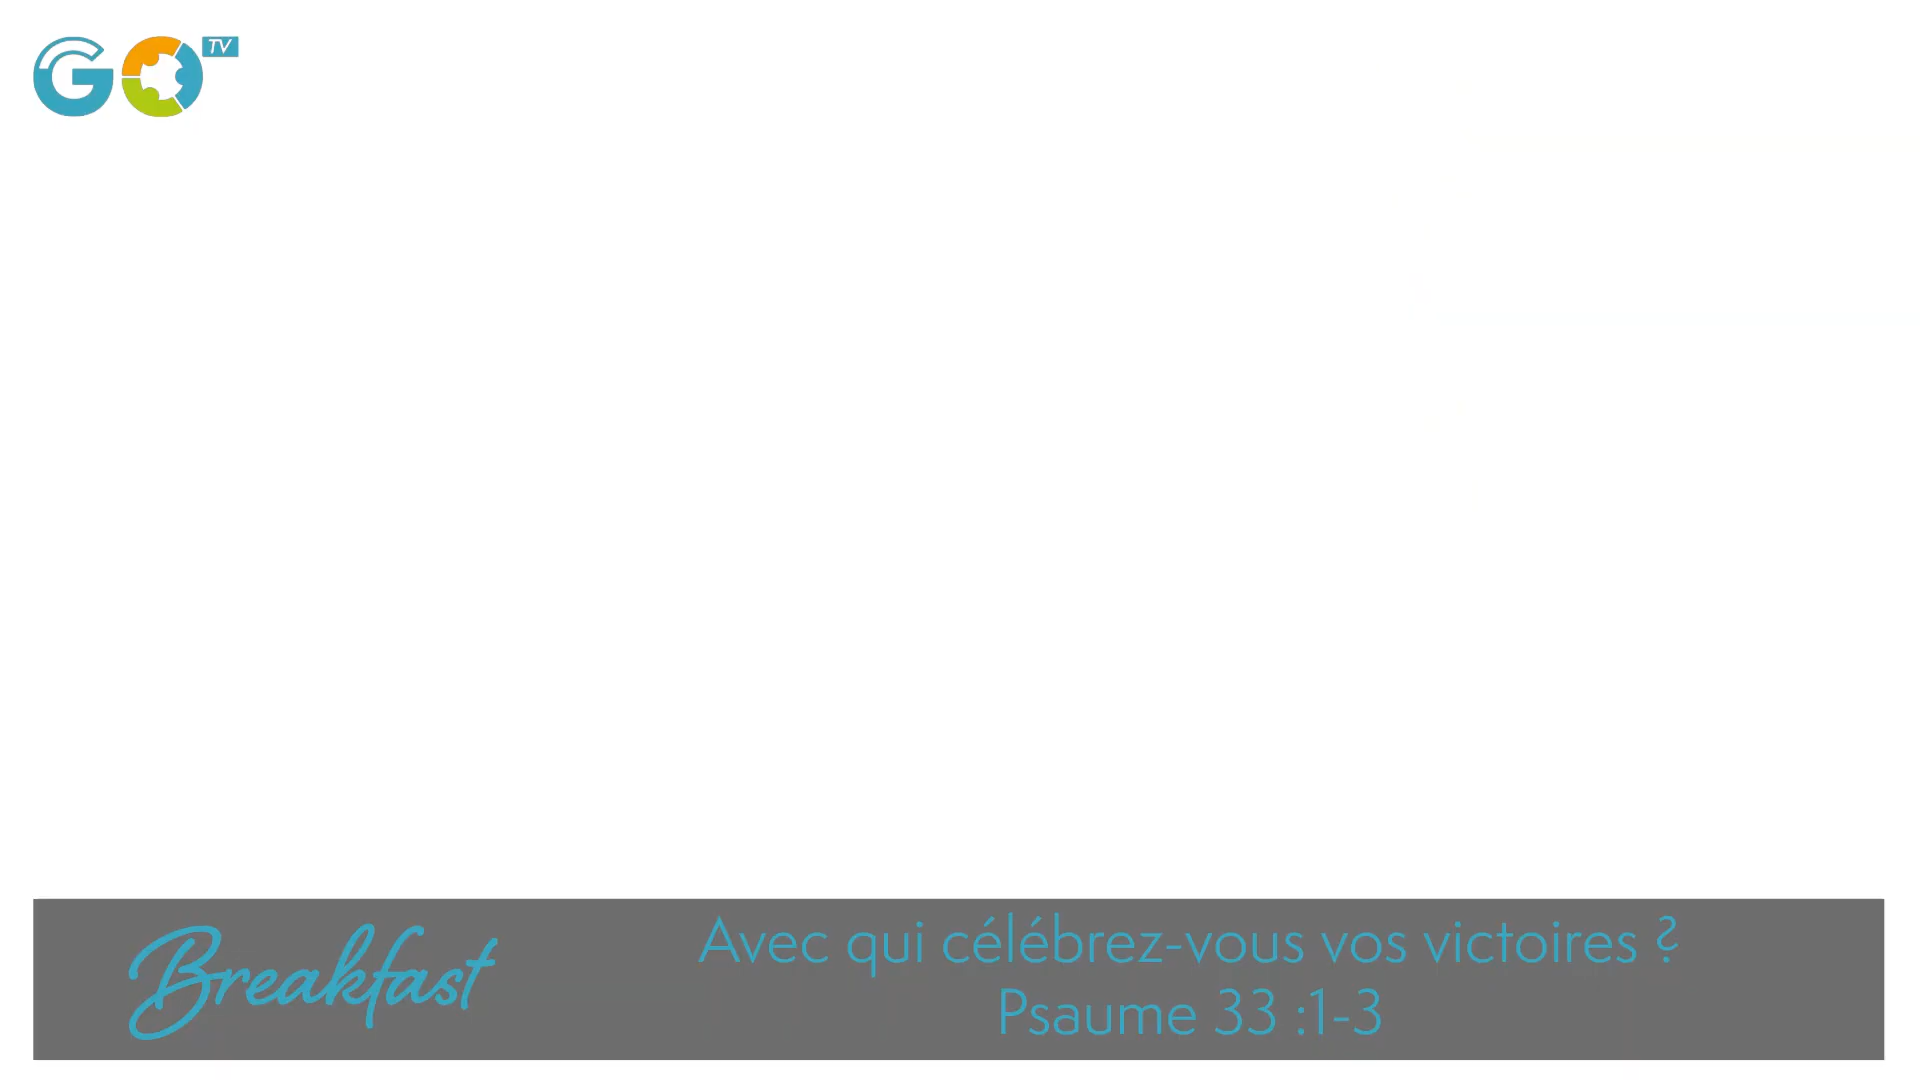 GO TV
Breakfast
Avec qui célébrez-vous vos victoires ?
Psaume 33 :1-3